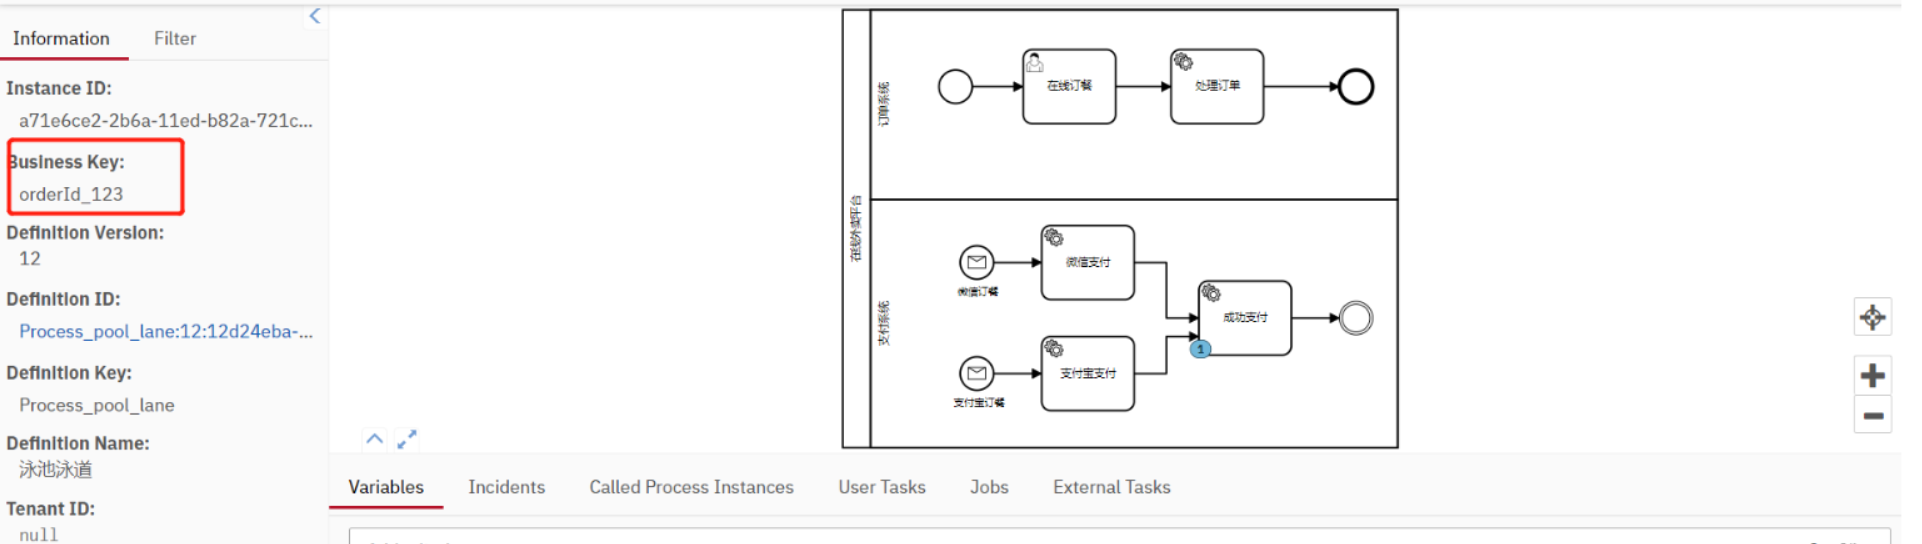 Information
Filter
Instance ID:
a71e6ce2-2b6a-11ed-b82a-721c...
Business Key:
orderId_123
Definition Version:
12
Definition ID:
Process_pool_lane:12:12d24eba-...
Definition Key:
Process_pool_lane
Definition Name:
泳池泳道
Tenant ID:
null
在线外卖平台
订单系统
在线订餐
处理订单
支付系统
微信订餐
微信支付
支付宝订餐
支付宝支付
成功支付
1
Variables
Incidents
Called Process Instances
User Tasks
Jobs
External Tasks